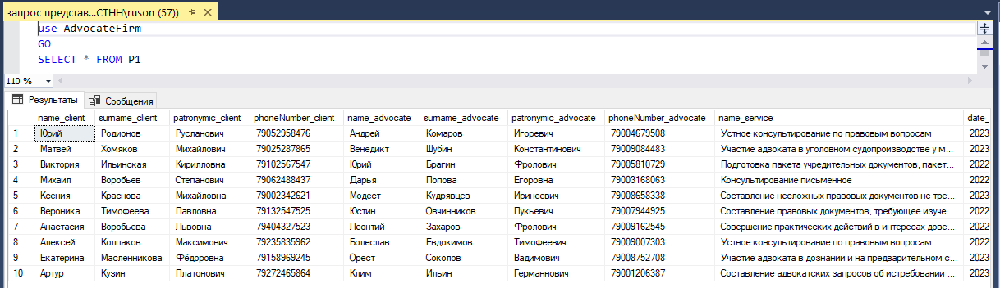 запрос представ...СТНН\ruson (57))
use AdvocateFirm
GO
SELECT * FROM P1
110 %
Результаты Сообщения
name_client surname_client patronymic_client phoneNumber_client name_advocate surname_advocate patronymic_advocate phoneNumber_advocate name_service date_
1 Юрий Родионов Русланович 79052958476 Андрей Комаров Игоревич 79004679508 Устное консультирование по правовым вопросам 2023
2 Матвей Хомяков Михайлович 79025287865 Венедикт Шубин Константинович 79009084483 Участие адвоката в уголовном судопроизводстве у м... 2023
3 Виктория Ильинская Кирилловна 79102567547 Юрий Брагин Фролович 79005810729 Подготовка пакета учредительных документов, пакет... 2022
4 Михаил Воробьев Степанович 79062488437 Дарья Попова Егоровна 79003168063 Консультирование письменное 2022
5 Ксения Краснова Михайловна 79002342621 Модест Кудрявцев Иринеевич 79008658338 Составление несложных правовых документов не тре... 2023
6 Вероника Тимофеева Павловна 79132547525 Юстин Овчинников Лукьевич 79007944925 Составление правовых документов, требующее изуче... 2022
7 Анастасия Воробьева Львовна 79404327523 Леонтий Захаров Фролович 79009162545 Совершение практических действий в интересах дове... 2022
8 Алексей Колпаков Максимович 79235835962 Болеслав Евдокимов Тимофеевич 79009007303 Устное консультирование по правовым вопросам 2022
9 Екатерина Масленникова Фёдоровна 79158969245 Орест Соколов Вадимович 79008752708 Участие адвоката в дознании и на предварительном с... 2023
10 Артур Кузин Платонович 79272465864 Клим Ильин Германнович 79001206387 Составление адвокатских запросов об истребовании ... 2023